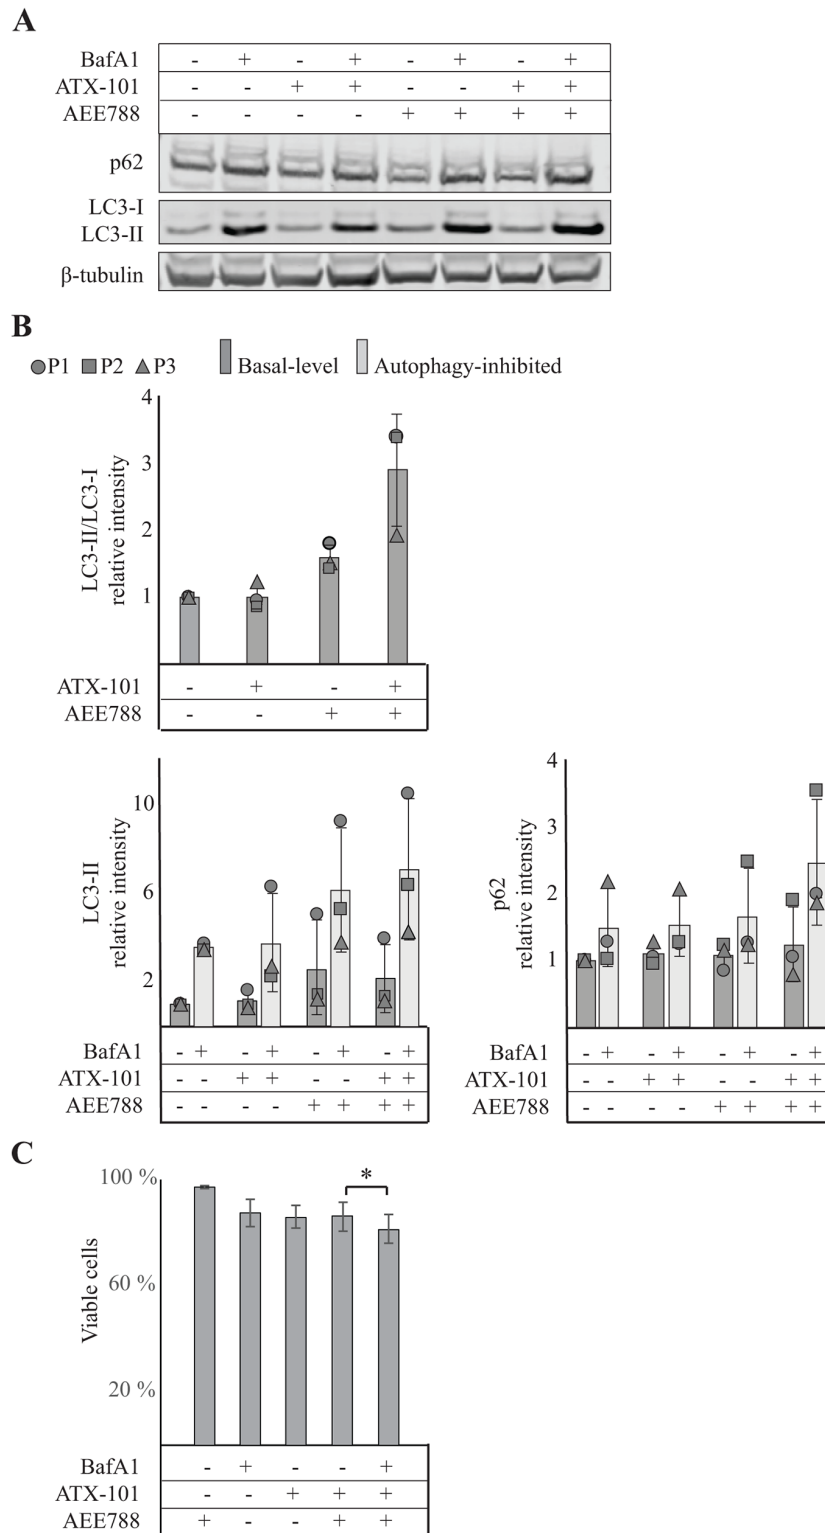 A
BafA1 - + - + - + - +
ATX-101 - - + + - - + +
AEE788 - - - - + + + +
p62
LC3-I
LC3-II
β-tubulin
B
P1 P2 P3 Basal-level Autophagy-inhibited
4
3
2
1
LC3-II/LC3-I
relative intensity
ATX-101 - + - +
AEE788 - - + +
10
6
2
LC3-II
relative intensity
BafA1 - + - + - + - +
ATX-101 - - + + - - + +
AEE788 - - - - + + + +
4
3
2
1
p62
relative intensity
BafA1 - + - + - + - +
ATX-101 - - + + - - + +
AEE788 - - - - + + + +
C
100 %
60 %
20 %
Viable cells
*
BafA1 - + - - +
ATX-101 - - + + +
AEE788 + - - + +